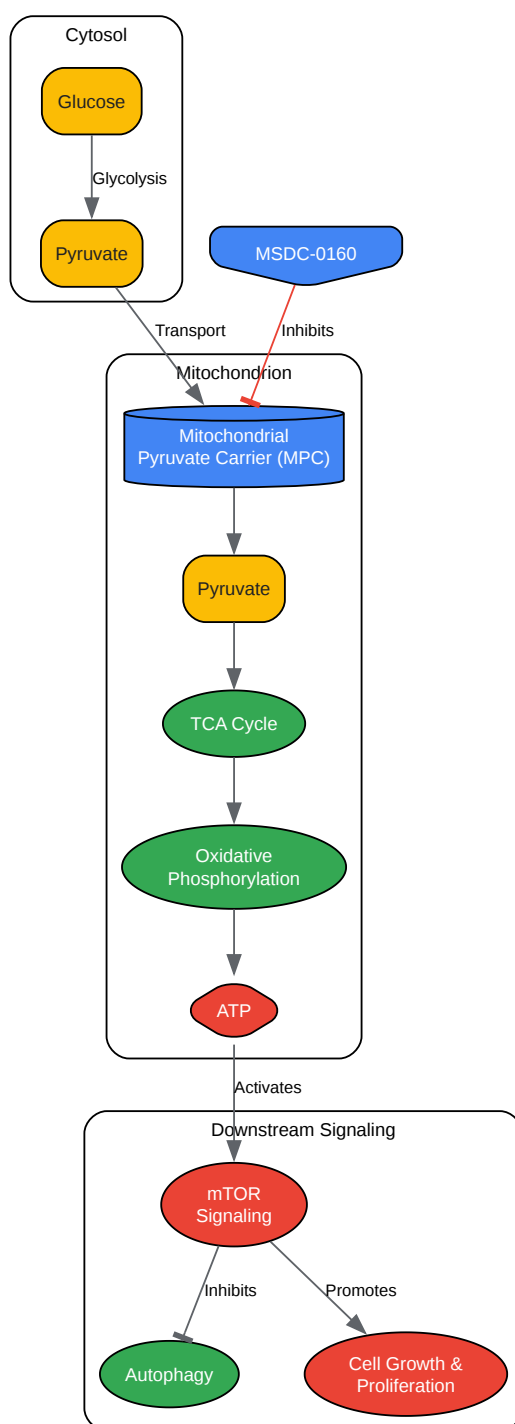 Cytosol
Glucose
Glycolysis
Pyruvate
MSDC-0160
Transport
Inhibits
Mitochondrion
Mitochondrial
Pyruvate Carrier (MPC)
Pyruvate
TCA Cycle
Oxidative
Phosphorylation
ATP
Activates
Downstream Signaling
mTOR
Signaling
Inhibits
Promotes
Autophagy
Cell Growth &
Proliferation